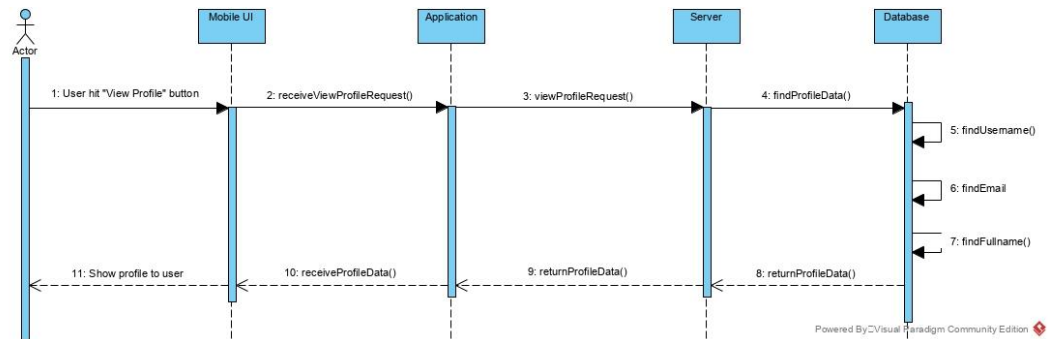 Mobile UI
Application
Server
Database
Actor
1: User hit "View Profile" button
2: receiveViewProfileRequest()
3: viewProfileRequest()
4: findProfileData()
5: findUsername()
6: findEmail
7: findFullname()
8: returnProfileData()
9: returnProfileData()
10: receiveProfileData()
11: Show profile to user
Powered By Visual Paradigm Community Edition